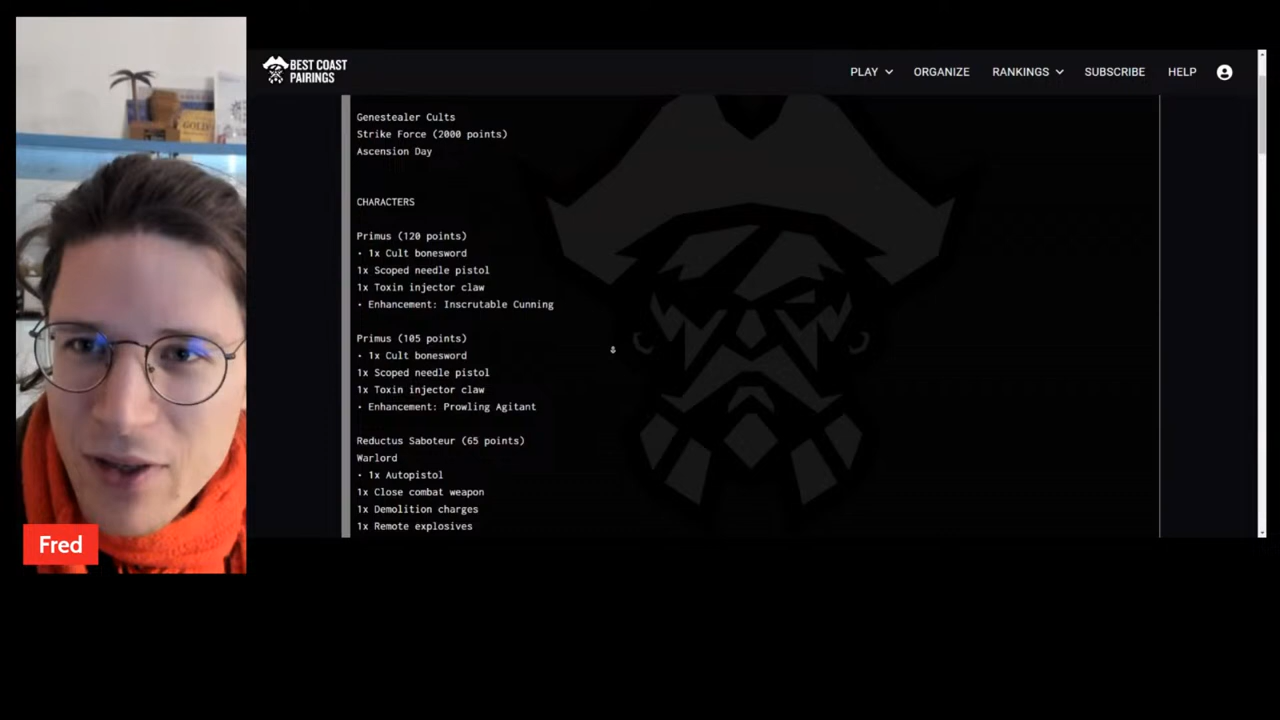 BEST COAST
PAIRINGS
PLAY
ORGANIZE
RANKINGS
SUBSCRIBE
HELP
Genestealer Cults
Strike Force (2000 points)
Ascension Day
CHARACTERS
Primus (120 points)
• 1x Cult bonesword
1x Scoped needle pistol
1x Toxin injector claw
• Enhancement: Inscrutable Cunning
Primus (105 points)
• 1x Cult bonesword
1x Scoped needle pistol
1x Toxin injector claw
• Enhancement: Prowling Agitant
Reductus Saboteur (65 points)
Warlord
• 1x Autopistol
1x Close combat weapon
1x Demolition charges
1x Remote explosives
GOLD
Fred